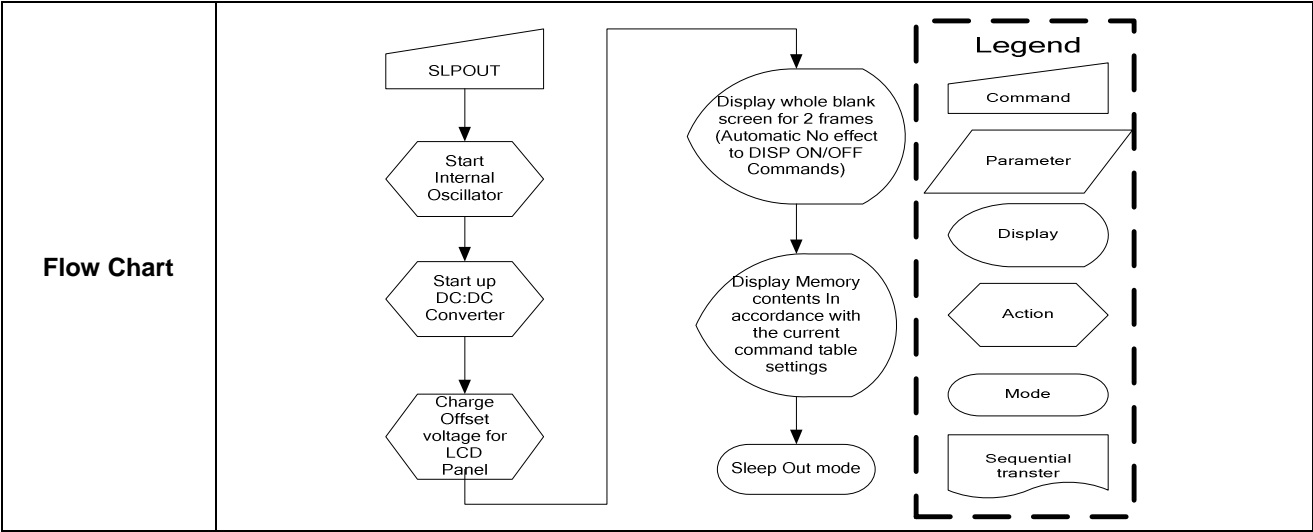 Flow Chart
SLPOUT
Start
Internal
Oscillator
Start up
DC:DC
Converter
Charge
Offset
voltage for
LCD
Panel
Display whole blank
screen for 2 frames
(Automatic No effect
to DISP ON/OFF
Commands)
Display Memory
contents In
accordance with
the current
command table
settings
Sleep Out mode
Legend
Command
Parameter
Display
Action
Mode
Sequential
transter